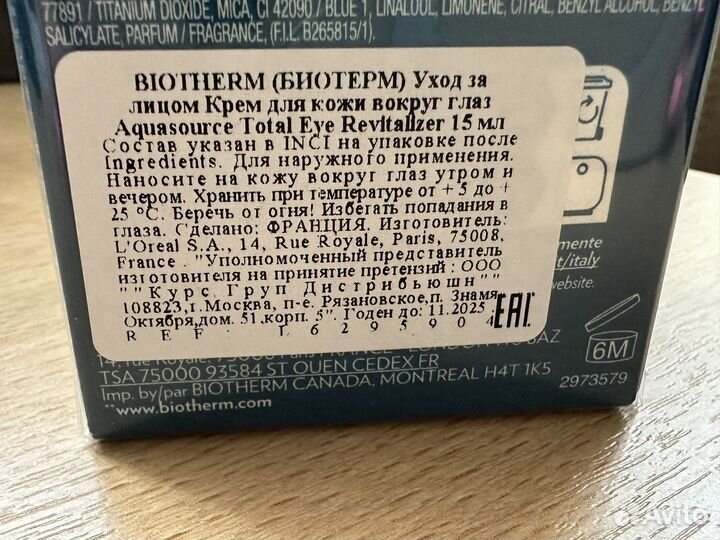 77891 / TITANIUM DIOXIDE, MICA, CI 42090 / BLUE 1, LINALOOL, LIMONENE, CITRAL, BENZYL ALCOHOL, BENZYL
SALICYLATE, PARFUM / FRAGRANCE, (F.I.L. B265815/1).
BIOTHERM (БИОТЕРМ) Уход за
лицом Крем для кожи вокруг глаз
Aquasource Total Eye Revitalizer 15 мл
Состав указан в INCI на упаковке после
Ingredients. Для наружного применения.
Наносите на кожу вокруг глаз утром и
вечером. Хранить при температуре от + 5 до +
25 °C. Беречь от огня! Избегать попадания в
глаза. Сделано: ФРАНЦИЯ. Изготовитель:
L'Oreal S.A., 14, Rue Royale, Paris, 75008,
France . "Уполномоченный представитель
изготовителя на принятие претензий : ООО
""Курс. Груп Дистрибьюшн""
108823,г.Москва, п-е. Рязановское,п. Знамя
Октября,дом. 51.корп. 5". Годен до: 11.2025
REF: L6295904
EAC
mente
t/italy
website.
6M
TSA 75000 93584 ST OUEN CEDEX FR
Imp. by/par BIOTHERM CANADA, MONTREAL H4T 1K5
2973579
"www.biotherm.com
Avito